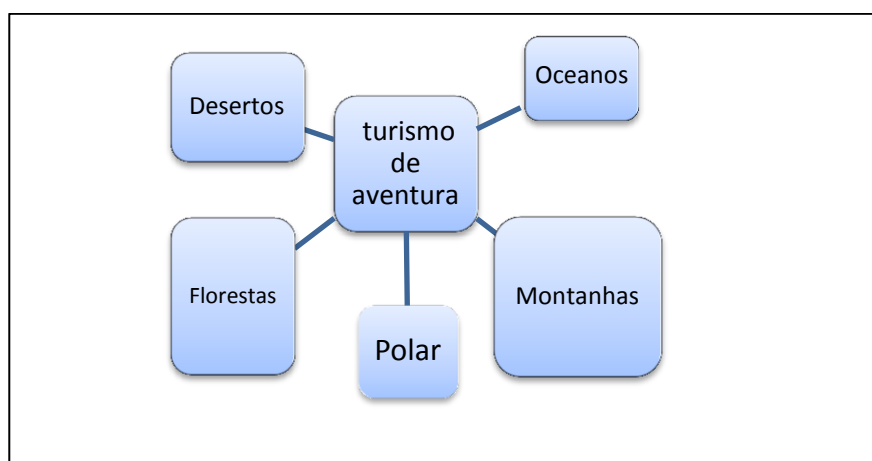 Oceanos
Desertos
turismo
de
aventura
Florestas
Montanhas
Polar